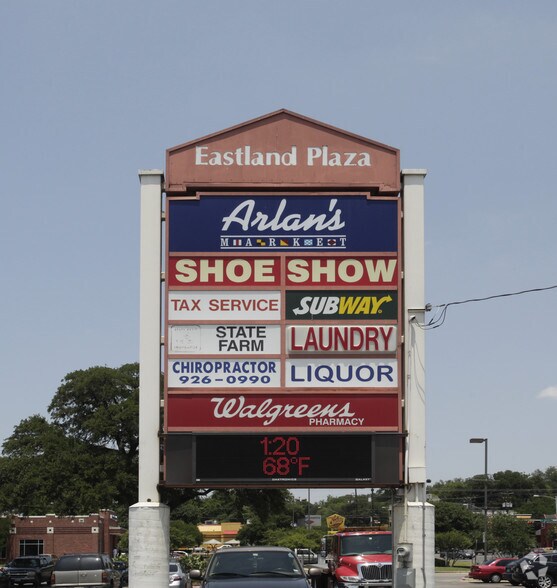 Eastland Plaza
Arlan's
MARKET
SHOE SHOW
TAX SERVICE
SUBWAY
STATE
FARM
LAUNDRY
CHIROPRACTOR
926-0990
LIQUOR
Walgreens
PHARMACY
1:20
68°F